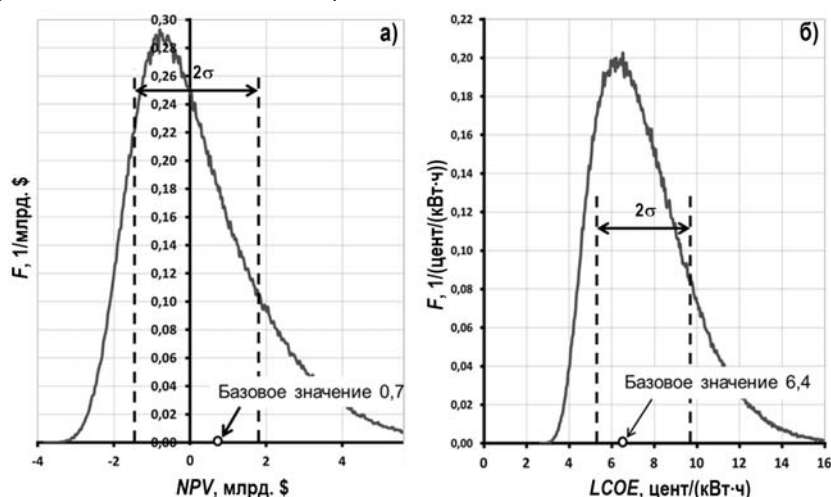 а)
F, 1/млрд. $
0,30
0,28
0,26
0,24
0,22
0,20
0,18
0,16
0,14
0,12
0,10
0,08
0,06
0,04
0,02
0,00
2σ
Базовое значение 0,7
-4 -2 0 2 4
NPV, млрд. $
б)
F, 1/(цент/(кВт·ч))
0,22
0,20
0,18
0,16
0,14
0,12
0,10
0,08
0,06
0,04
0,02
0,00
2σ
Базовое значение 6,4
0 2 4 6 8 10 12 14 16
LCOE, цент/(кВт·ч)